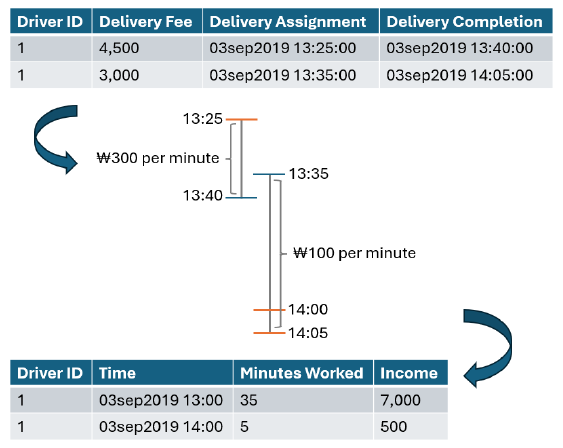 Driver ID Delivery Fee Delivery Assignment Delivery Completion
1 4,500 03sep2019 13:25:00 03sep2019 13:40:00
1 3,000 03sep2019 13:35:00 03sep2019 14:05:00
13:25
₩300 per minute
13:35
13:40
₩100 per minute
14:00
14:05
Driver ID Time Minutes Worked Income
1 03sep2019 13:00 35 7,000
1 03sep2019 14:00 5 500